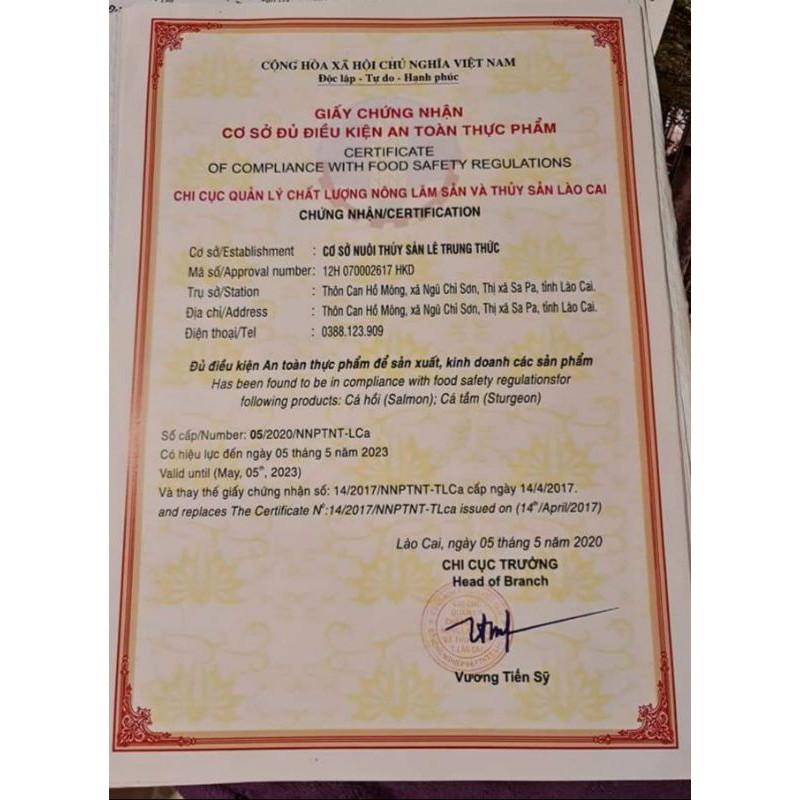 CỘNG HÒA XÃ HỘI CHỦ NGHĨA VIỆT NAM
Độc lập - Tự do - Hạnh phúc
GIẤY CHỨNG NHẬN
CƠ SỞ ĐỦ ĐIỀU KIỆN AN TOÀN THỰC PHẨM
CERTIFICATE
OF COMPLIANCE WITH FOOD SAFETY REGULATIONS
CHI CỤC QUẢN LÝ CHẤT LƯỢNG NÔNG LÂM SẢN VÀ THỦY SẢN LÀO CAI
CHỨNG NHẬN/CERTIFICATION
Cơ sở/Establishment : CƠ SỞ NUÔI THỦY SẢN LÊ TRUNG THỨC
Mã số/Approval number: 12H 070002617 HKD
Trụ sở/Station : Thôn Can Hồ Mông, xã Ngũ Chỉ Sơn, Thị xã Sa Pa, tỉnh Lào Cai.
Địa chỉ/Address : Thôn Can Hồ Mông, xã Ngũ Chỉ Sơn, Thị xã Sa Pa, tỉnh Lào Cai.
Điện thoại/Tel : 0388.123.909
Đủ điều kiện An toàn thực phẩm để sản xuất, kinh doanh các sản phẩm
Has been found to be in compliance with food safety regulationsfor
following products: Cá hồi (Salmon); Cá tầm (Sturgeon)
Số cấp/Number: 05/2020/NNPTNT-LCa
Có hiệu lực đến ngày 05 tháng 5 năm 2023
Valid until (May, 05th, 2023)
Và thay thế giấy chứng nhận số: 14/2017/NNPTNT-TLCa cấp ngày 14/4/2017.
and replaces The Certificate No:14/2017/NNPTNT-TLca issued on (14th/April/2017)
Lào Cai, ngày 05 tháng 5 năm 2020
CHI CỤC TRƯỞNG
Head of Branch
Vương Tiến Sỹ